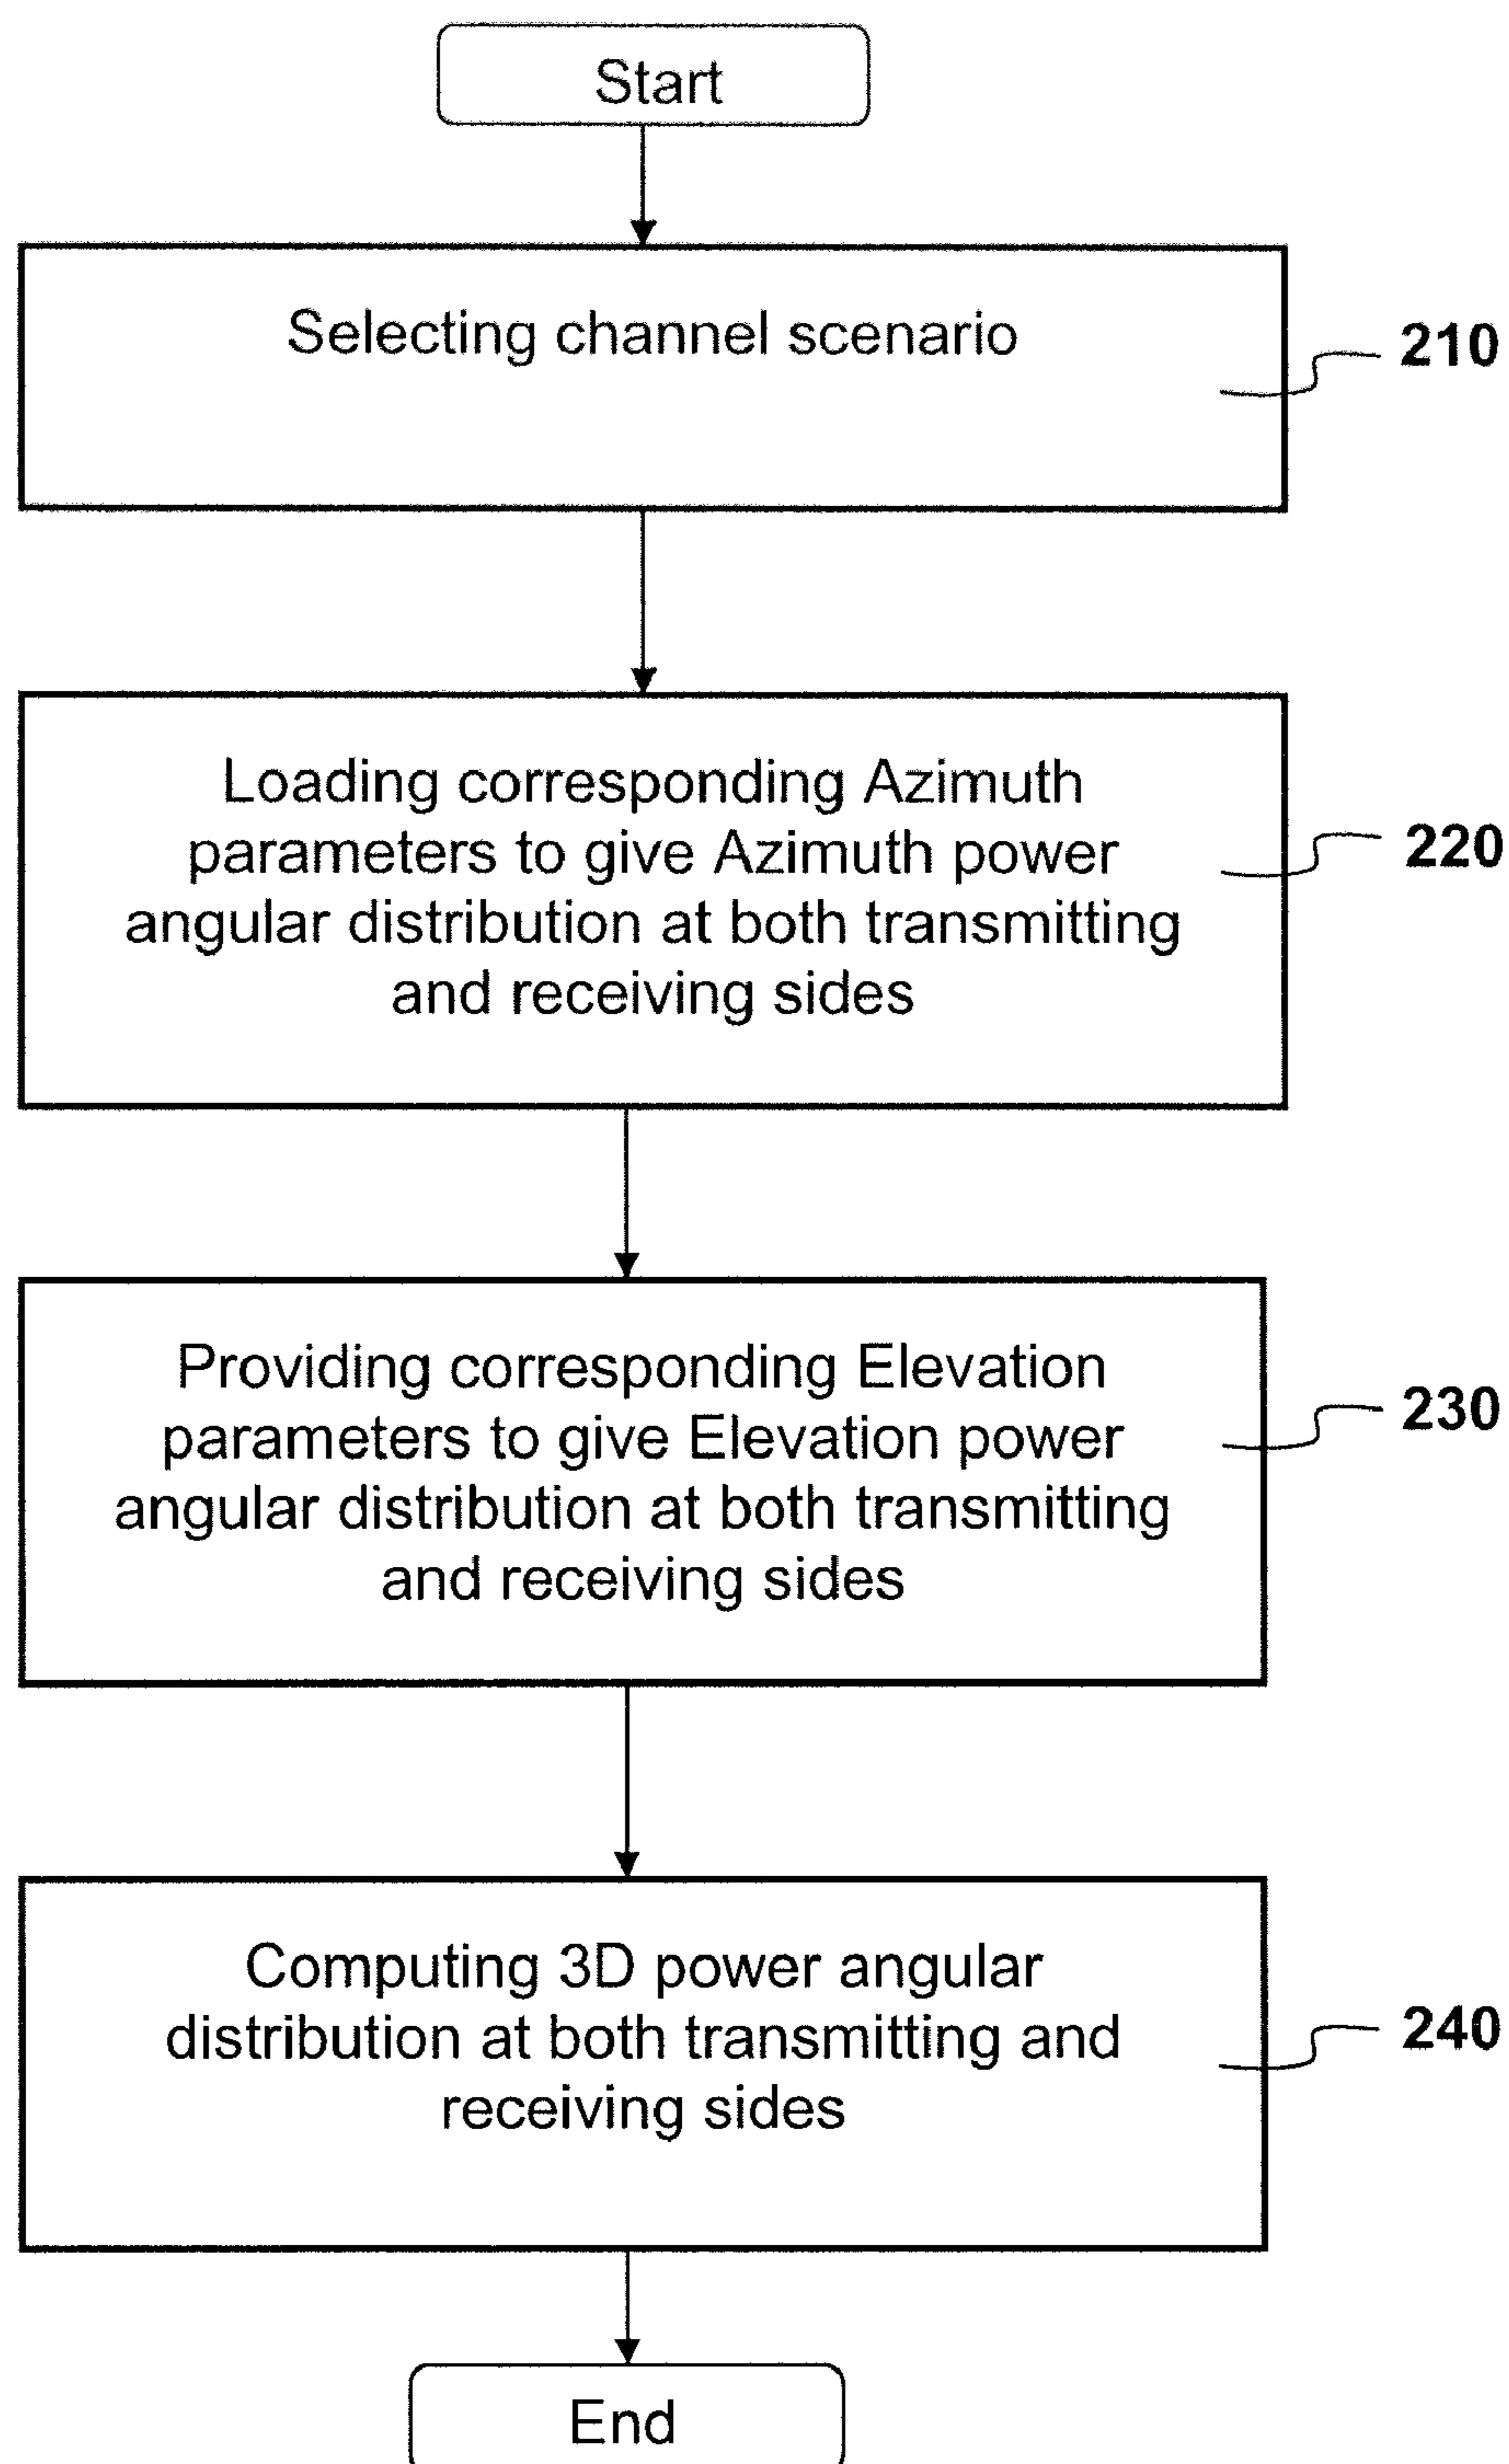 Start
Selecting channel scenario
210
Loading corresponding Azimuth
parameters to give Azimuth power
angular distribution at both transmitting
and receiving sides
220
Providing corresponding Elevation
parameters to give Elevation power
angular distribution at both transmitting
and receiving sides
230
Computing 3D power angular
distribution at both transmitting and
receiving sides
240
End